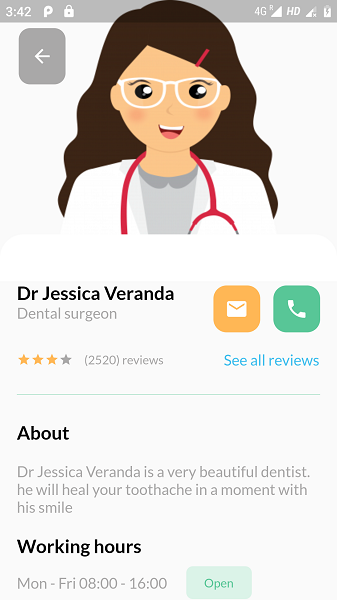 3:42 4G R HD
Dr Jessica Veranda
Dental surgeon
(2520) reviews See all reviews
About
Dr Jessica Veranda is a very beautiful dentist.
he will heal your toothache in a moment with
his smile
Working hours
Mon - Fri 08:00 - 16:00 Open